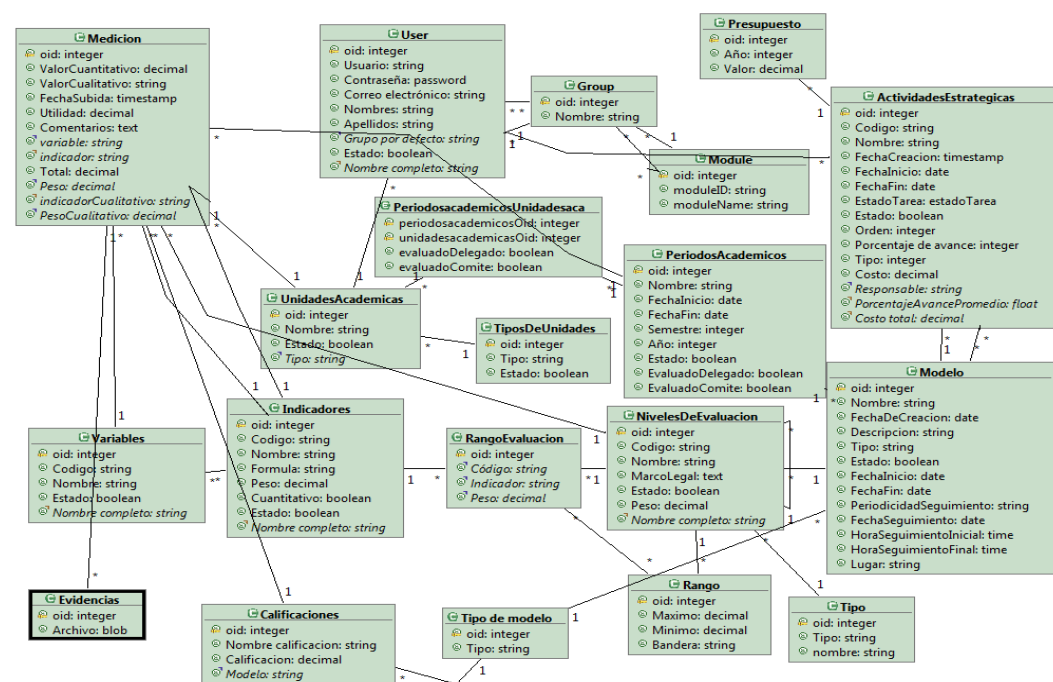 Medicion
oid: integer
ValorCuantitativo: decimal
ValorCualitativo: string
FechaSubida: timestamp
Utilidad: decimal
Comentarios: text
variable: string
indicador: string
Total: decimal
Peso: decimal
indicadorCualitativo: string
PesoCualitativo: decimal
User
oid: integer
Usuario: string
Contraseña: password
Correo electrónico: string
Nombres: string
Apellidos: string
Grupo por defecto: string
Estado: boolean
Nombre completo: string
Group
oid: integer
Nombre: string
Module
oid: integer
moduleID: string
moduleName: string
Presupuesto
oid: integer
Año: integer
Valor: decimal
ActividadesEstrategicas
oid: integer
Codigo: string
Nombre: string
FechaCreacion: timestamp
FechaInicio: date
FechaFin: date
EstadoTarea: estadoTarea
Estado: boolean
Orden: integer
Porcentaje de avance: integer
Tipo: integer
Costo: decimal
Responsable: string
PorcentajeAvancePromedio: float
Costo total: decimal
PeriodosacademicosUnidadesaca
periodosacademicosOid: integer
unidadesacademicasOid: integer
evaluadoDelegado: boolean
evaluadoComite: boolean
PeriodosAcademicos
oid: integer
Nombre: string
FechaInicio: date
FechaFin: date
Semestre: integer
Año: integer
Estado: boolean
EvaluadoDelegado: boolean
EvaluadoComite: boolean
UnidadesAcademicas
oid: integer
Nombre: string
Estado: boolean
Tipo: string
TiposDeUnidades
oid: integer
Tipo: string
Estado: boolean
Modelo
oid: integer
Nombre: string
FechaDeCreacion: date
Descripcion: string
Tipo: string
Estado: boolean
FechaInicio: date
FechaFin: date
PeriodicidadSeguimiento: string
FechaSeguimiento: date
HoraSeguimientoInicial: time
HoraSeguimientoFinal: time
Lugar: string
Variables
oid: integer
Codigo: string
Nombre: string
Estado: boolean
Nombre completo: string
Indicadores
oid: integer
Codigo: string
Nombre: string
Formula: string
Peso: decimal
Cuantitativo: boolean
Estado: boolean
Nombre completo: string
RangoEvaluacion
oid: integer
Código: string
Indicador: string
Peso: decimal
NivelesDeEvaluacion
oid: integer
Codigo: string
Nombre: string
MarcoLegal: text
Estado: boolean
Peso: decimal
Nombre completo: string
Evidencias
oid: integer
Archivo: blob
Calificaciones
oid: integer
Nombre calificacion: string
Calificacion: decimal
Modelo: string
Tipo de modelo
oid: integer
Tipo: string
Rango
oid: integer
Maximo: decimal
Minimo: decimal
Bandera: string
Tipo
oid: integer
Tipo: string
nombre: string